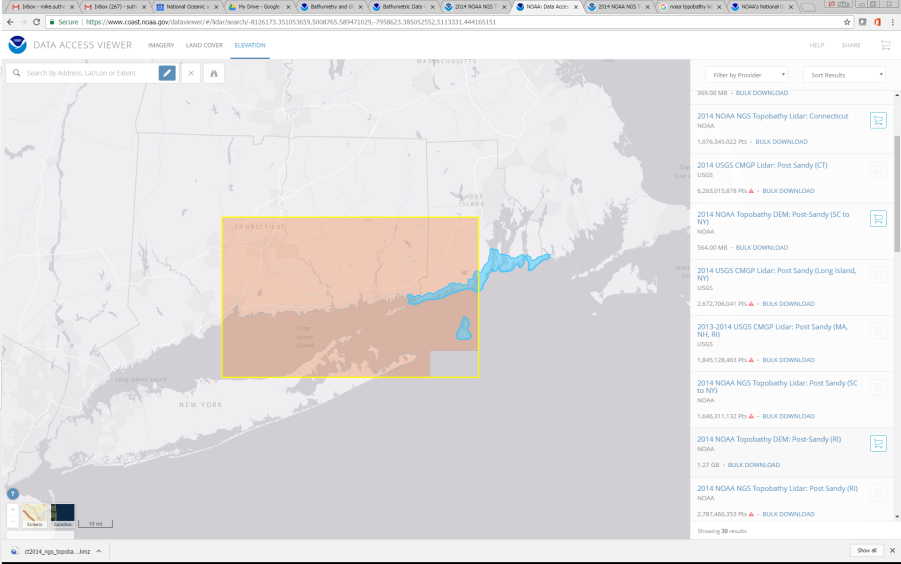 Inbox - mike.auth
Inbox (267) - suth
National Oceanic o
My Drive - Google
Bathymetry and Gl
Bathymetric Data
2014 NOAA NGS T
NOAA: Data Access
2014 NOAA NGS T
noaa topobathy lid
NOAA's National C
Secure | https://www.coast.noaa.gov/dataviewer/#/lidar/search/-8126173.351053659,5008765.589471029,-7958623.185052552,5113331.444165151
DATA ACCESS VIEWER IMAGERY LAND COVER ELEVATION HELP SHARE
Search By Address, Lat/Lon or Extent
Filter by Provider
Sort Results
MASSACHUSETTS
RHODE
ISLAND
CONNECTICUT
Long
Island
Sound
Long Island Sound
NEW YORK
369.00 MB - BULK DOWNLOAD
2014 NOAA NGS Topobathy Lidar: Connecticut
NOAA
1,076,345,022 Pts - BULK DOWNLOAD
2014 USGS CMGP Lidar: Post Sandy (CT)
USGS
6,263,015,878 Pts - BULK DOWNLOAD
2014 NOAA Topobathy DEM: Post-Sandy (SC to
NY)
NOAA
564.00 MB - BULK DOWNLOAD
2014 USGS CMGP Lidar: Post Sandy (Long Island,
NY)
USGS
2,672,706,041 Pts - BULK DOWNLOAD
2013-2014 USGS CMGP Lidar: Post Sandy (MA,
NH, RI)
USGS
1,845,128,463 Pts - BULK DOWNLOAD
2014 NOAA NGS Topobathy Lidar: Post Sandy (SC
to NY)
NOAA
1,646,311,132 Pts - BULK DOWNLOAD
2014 NOAA Topobathy DEM: Post-Sandy (RI)
NOAA
1.27 GB - BULK DOWNLOAD
2014 NOAA NGS Topobathy Lidar: Post Sandy (RI)
NOAA
2,787,466,353 Pts - BULK DOWNLOAD
Showing 30 results
?
+
-
Streets
Satellite
10 mi
ct2014_ngs_topoba....kmz
Show all